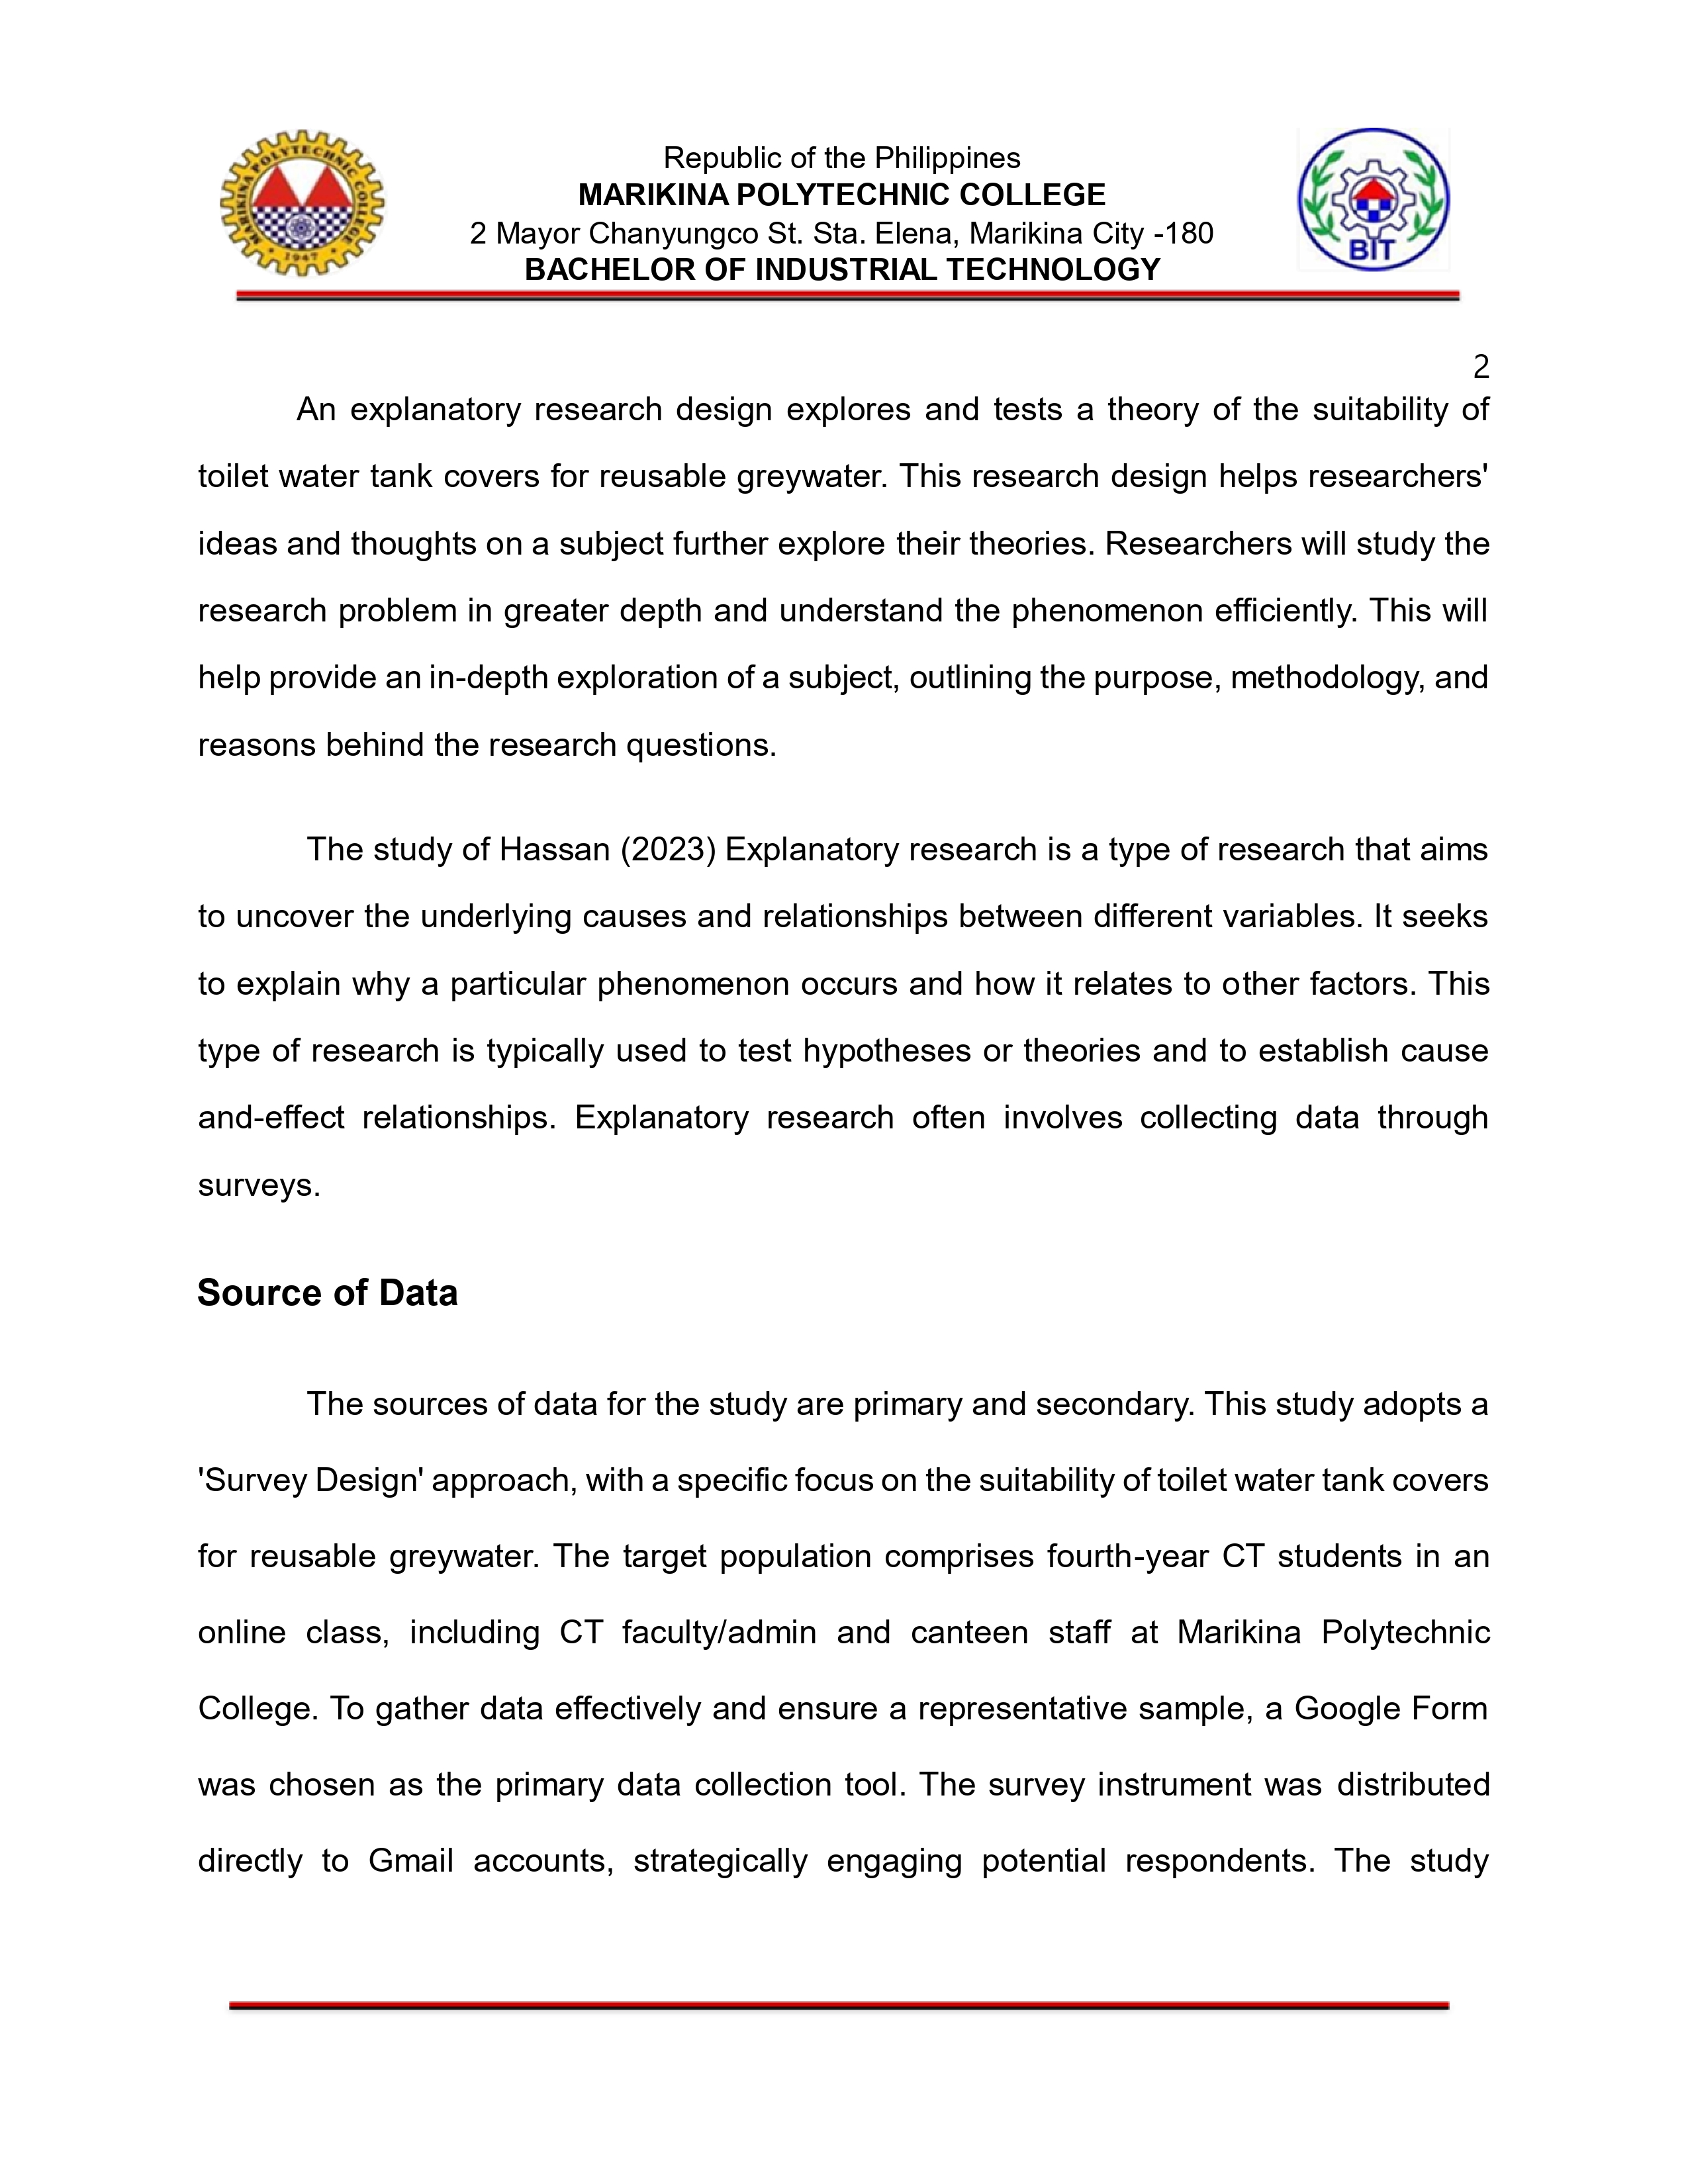 Republic of the Philippines
MARIKINA POLYTECHNIC COLLEGE
2 Mayor Chanyungco St. Sta. Elena, Marikina City -180
BACHELOR OF INDUSTRIAL TECHNOLOGY
MARIKINA POLYTECHNIC COLLEGE
1947
BIT
2
An explanatory research design explores and tests a theory of the suitability of
toilet water tank covers for reusable greywater. This research design helps researchers'
ideas and thoughts on a subject further explore their theories. Researchers will study the
research problem in greater depth and understand the phenomenon efficiently. This will
help provide an in-depth exploration of a subject, outlining the purpose, methodology, and
reasons behind the research questions.
The study of Hassan (2023) Explanatory research is a type of research that aims
to uncover the underlying causes and relationships between different variables. It seeks
to explain why a particular phenomenon occurs and how it relates to other factors. This
type of research is typically used to test hypotheses or theories and to establish cause
and-effect relationships. Explanatory research often involves collecting data through
surveys.
Source of Data
The sources of data for the study are primary and secondary. This study adopts a
'Survey Design' approach, with a specific focus on the suitability of toilet water tank covers
for reusable greywater. The target population comprises fourth-year CT students in an
online class, including CT faculty/admin and canteen staff at Marikina Polytechnic
College. To gather data effectively and ensure a representative sample, a Google Form
was chosen as the primary data collection tool. The survey instrument was distributed
directly to Gmail accounts, strategically engaging potential respondents. The study